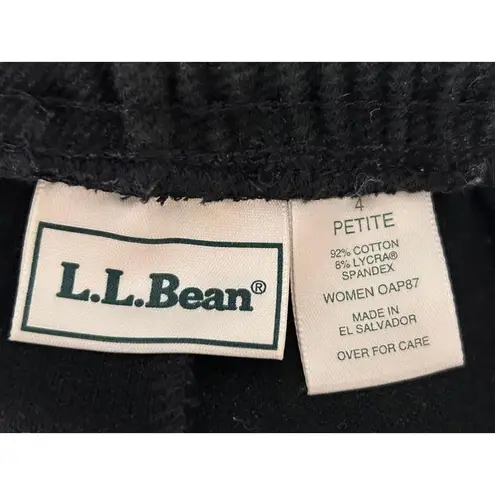 L.L.Bean®
4
PETITE
92% COTTON
8% LYCRA®
SPANDEX
WOMEN OAP87
MADE IN
EL SALVADOR
OVER FOR CARE